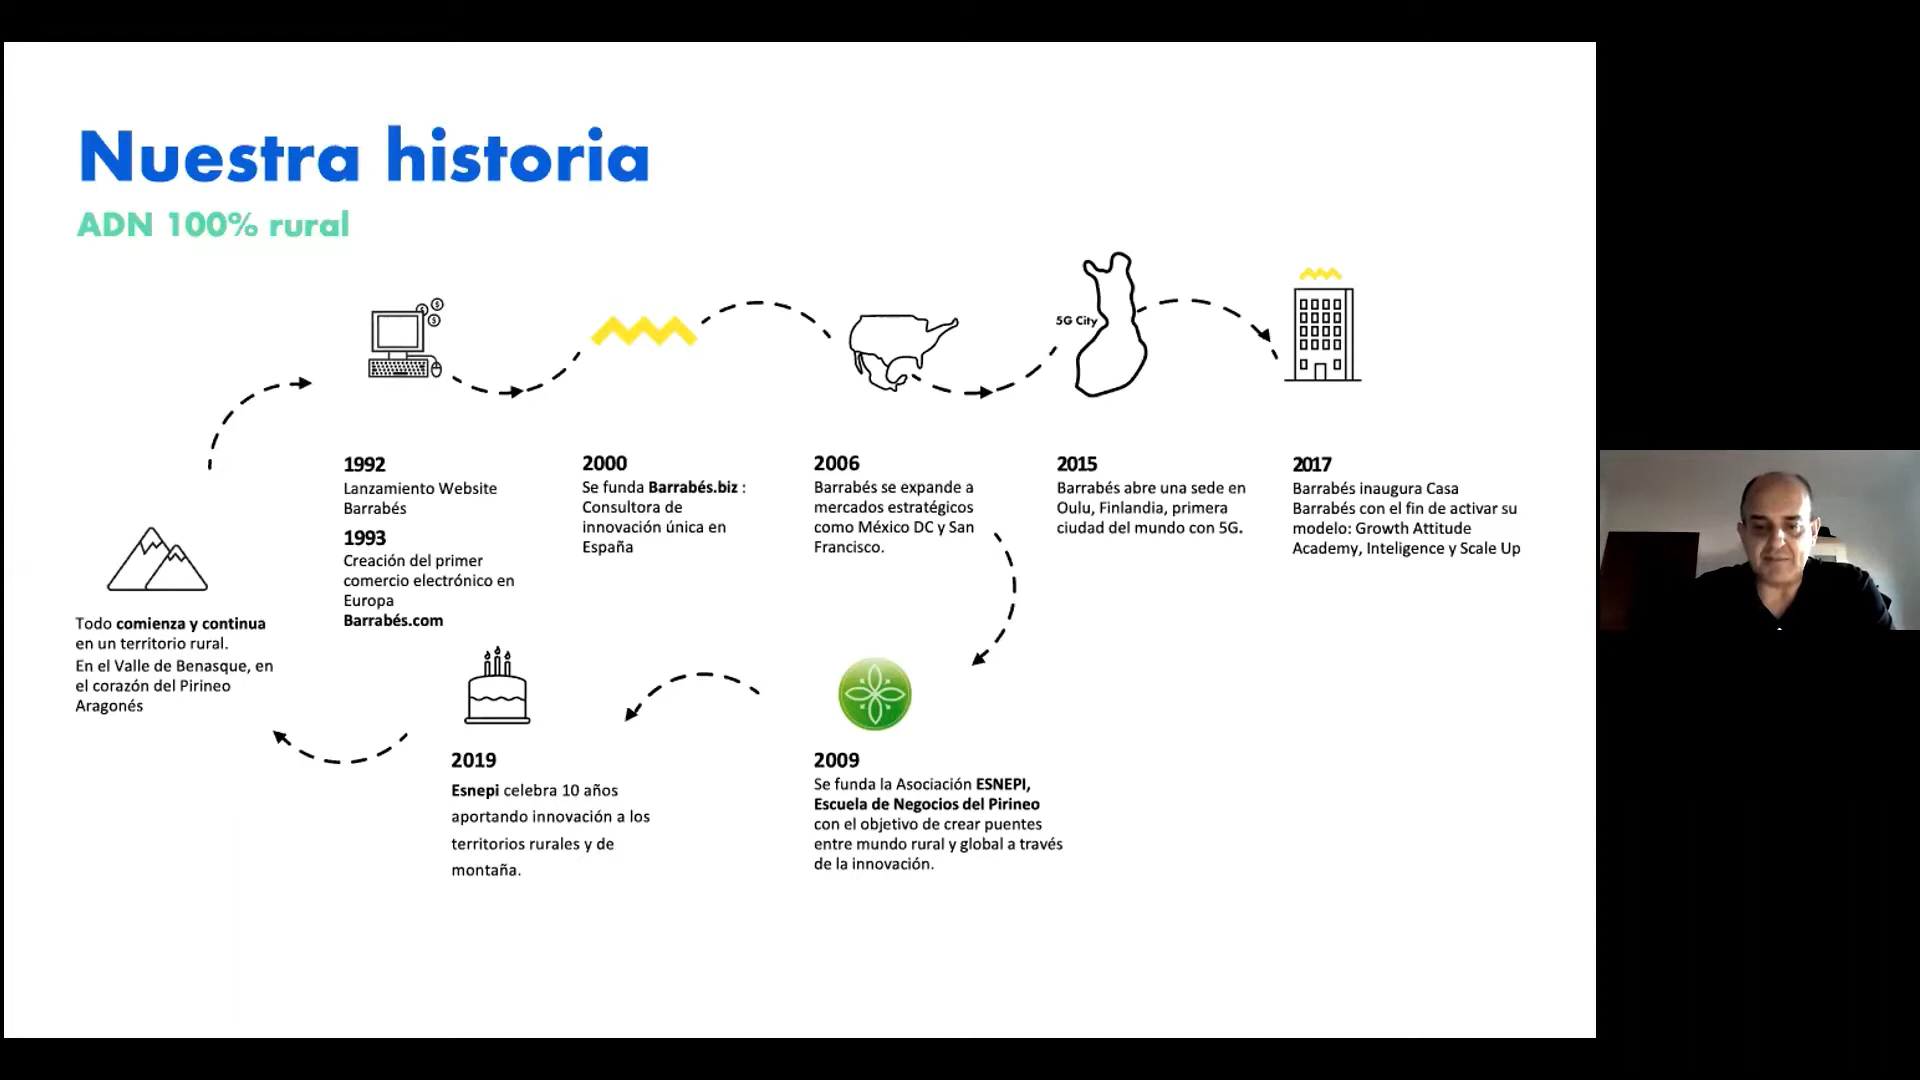 Nuestra historia
ADN 100% rural
5G City
Todo comienza y continua
en un territorio rural.
En el Valle de Benasque, en
el corazón del Pirineo
Aragonés
1992
Lanzamiento Website
Barrabés
1993
Creación del primer
comercio electrónico en
Europa
Barrabés.com
2000
Se funda Barrabés.biz :
Consultora de
innovación única en
España
2006
Barrabés se expande a
mercados estratégicos
como México DC y San
Francisco.
2015
Barrabés abre una sede en
Oulu, Finlandia, primera
ciudad del mundo con 5G.
2017
Barrabés inaugura Casa
Barrabés con el fin de activar su
modelo: Growth Attitude
Academy, Inteligence y Scale Up
2019
Esnepi celebra 10 años
aportando innovación a los
territorios rurales y de
montaña.
2009
Se funda la Asociación ESNEPI,
Escuela de Negocios del Pirineo
con el objetivo de crear puentes
entre mundo rural y global a través
de la innovación.